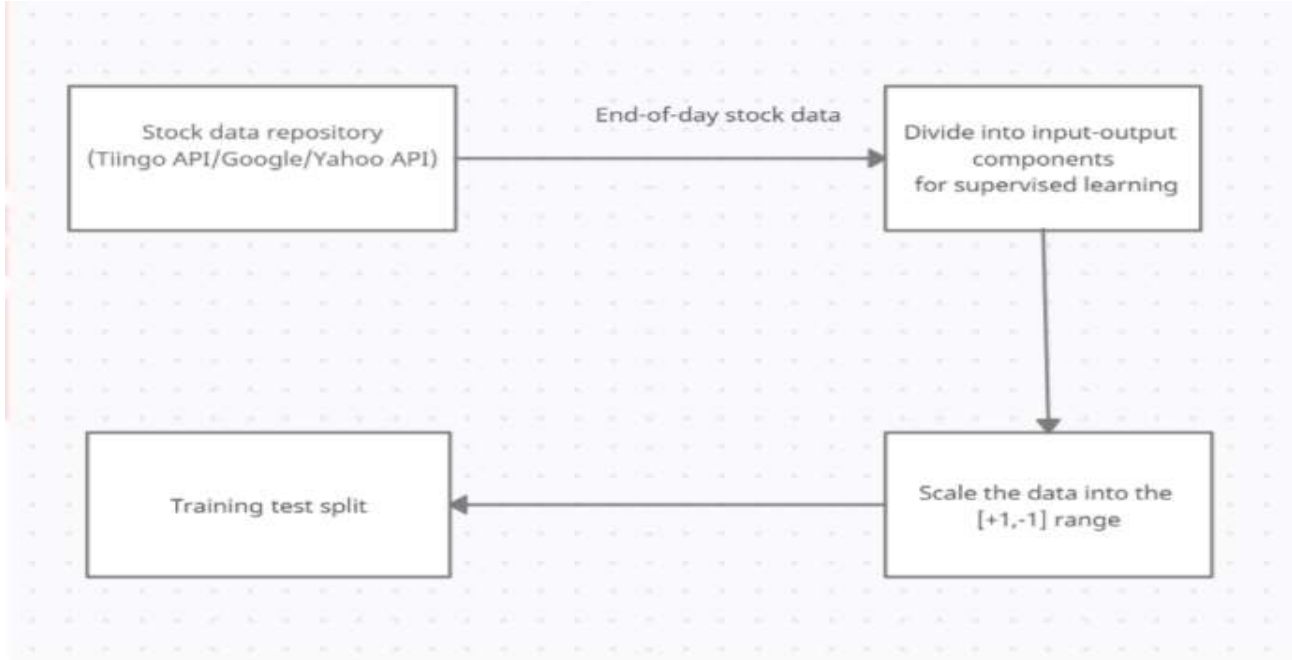 Stock data repository
(Tiingo API/Google/Yahoo API)
End-of-day stock data
Divide into input-output
components
for supervised learning
Scale the data into the
[+1,-1] range
Training test split